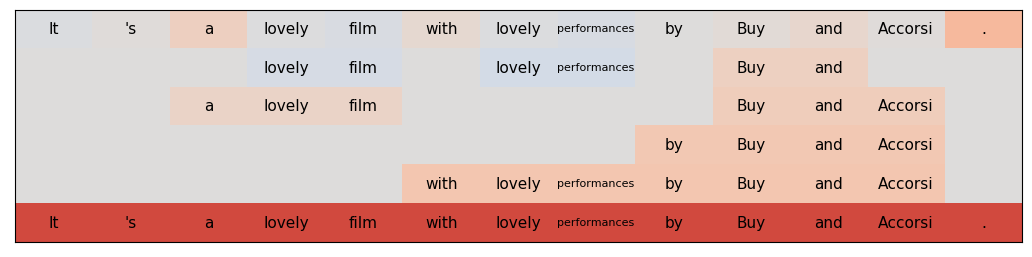 It 's a lovely film with lovely performances by Buy and Accorsi .
lovely film lovely performances Buy and
a lovely film Buy and Accorsi
by Buy and Accorsi
with lovely performances by Buy and Accorsi
It 's a lovely film with lovely performances by Buy and Accorsi .